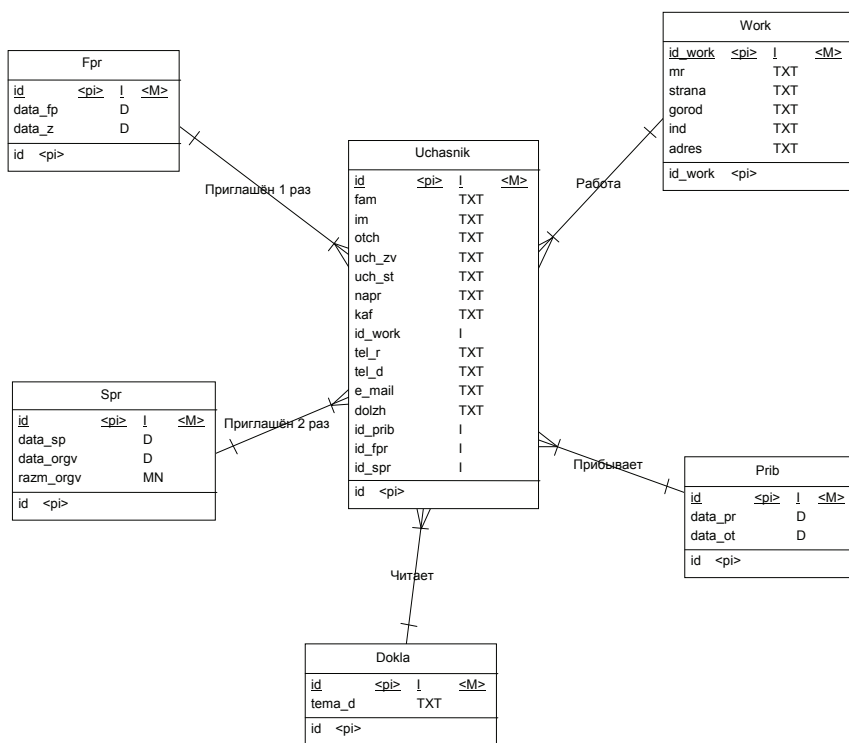 Fpr
id <pi> I <M>
data_fp D
data_z D
id <pi>
Work
id_work <pi> I <M>
mr TXT
strana TXT
gorod TXT
ind TXT
adres TXT
id_work <pi>
Приглашён 1 раз
Работа
Uchasnik
id <pi> I <M>
fam TXT
im TXT
otch TXT
uch_zv TXT
uch_st TXT
napr TXT
kaf TXT
id_work I
tel_r TXT
tel_d TXT
e_mail TXT
dolzh TXT
id_prib I
id_fpr I
id_spr I
id <pi>
Spr
id <pi> I <M>
data_sp D
data_orgv D
razm_orgv MN
id <pi>
Приглашён 2 раз
Прибывает
Prib
id <pi> I <M>
data_pr D
data_ot D
id <pi>
Читает
Dokla
id <pi> I <M>
tema_d TXT
id <pi>